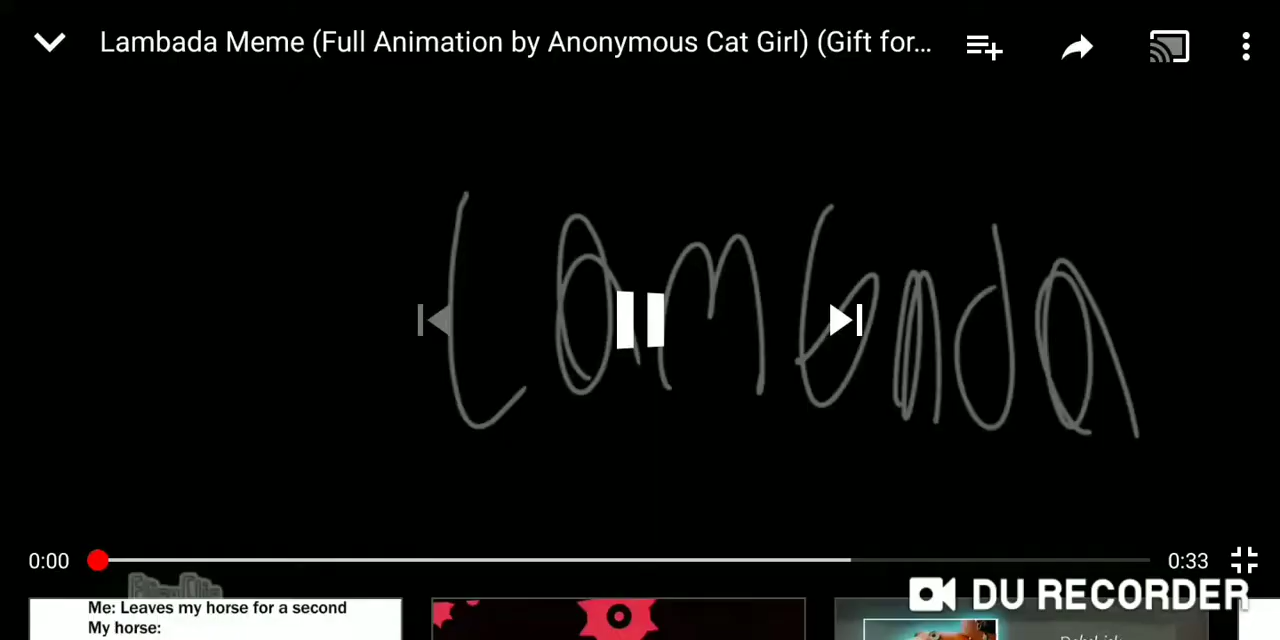 Lambada Meme (Full Animation by Anonymous Cat Girl) (Gift for...
Lambada
0:00
0:33
DU RECORDER
Me: Leaves my horse for a second
My horse: